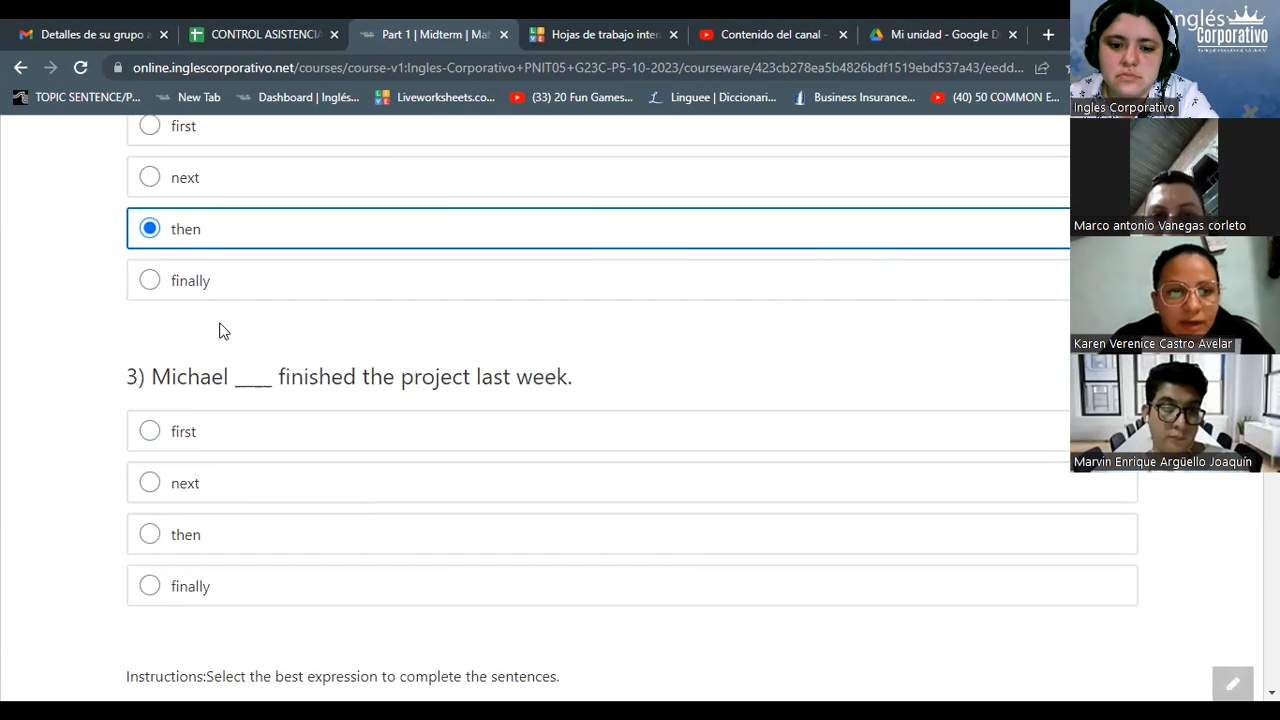 Detalles de su grupo a
CONTROL ASISTENCIA
Part 1 | Midterm | Mat
Hojas de trabajo inter
Contenido del canal -
Mi unidad - Google D
online.inglescorporativo.net/courses/course-v1:Ingles-Corporativo+PNIT05+G23C-P5-10-2023/courseware/423cb278ea5b4826bdf1519ebd537a43/eedd...
TOPIC SENTENCE/P...
New Tab
Dashboard | Inglés...
Liveworksheets.co...
(33) 20 Fun Games...
Linguee | Diccionari...
Business Insurance...
(40) 50 COMMON E...
first
next
then
finally
3) Michael ____ finished the project last week.
first
next
then
finally
Instructions:Select the best expression to complete the sentences.
inglés
Corporativo
Ingles Corporativo
Marco antonio Vanegas corleto
Karen Verenice Castro Avelar
Marvin Enrique Argüello Joaquín